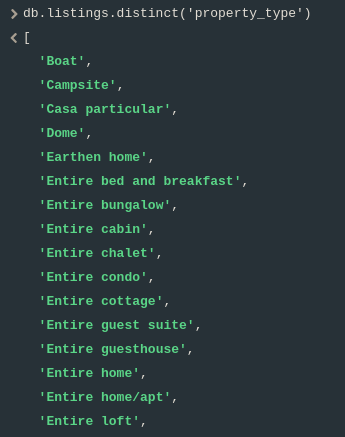 > db.listings.distinct('property_type')
< [
'Boat',
'Campsite',
'Casa particular',
'Dome',
'Earthen home',
'Entire bed and breakfast',
'Entire bungalow',
'Entire cabin',
'Entire chalet',
'Entire condo',
'Entire cottage',
'Entire guest suite',
'Entire guesthouse',
'Entire home',
'Entire home/apt',
'Entire loft',